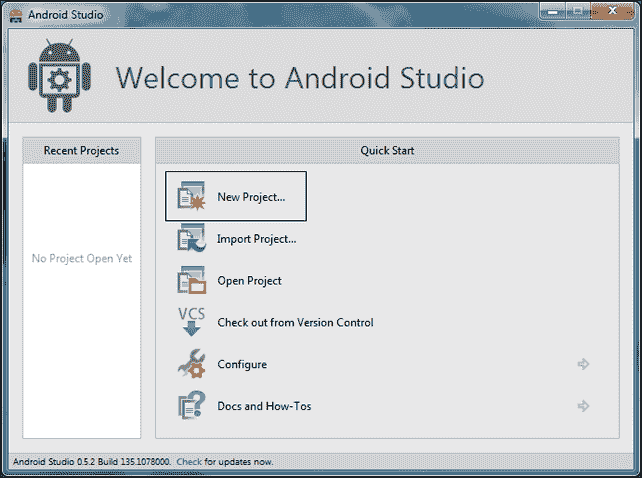 Android Studio
Welcome to Android Studio
Recent Projects
No Project Open Yet
Quick Start
New Project...
Import Project...
Open Project
VCS
Check out from Version Control
Configure
Docs and How-Tos
Android Studio 0.5.2 Build 135.1078000. Check for updates now.